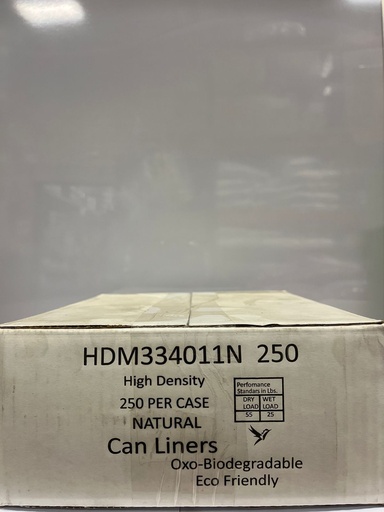 HDM334011N 250
High Density
250 PER CASE
NATURAL
Can Liners
Oxo-Biodegradable
Eco Friendly
Perfomance
Standars in Lbs.
DRY LOAD WET LOAD
55 25